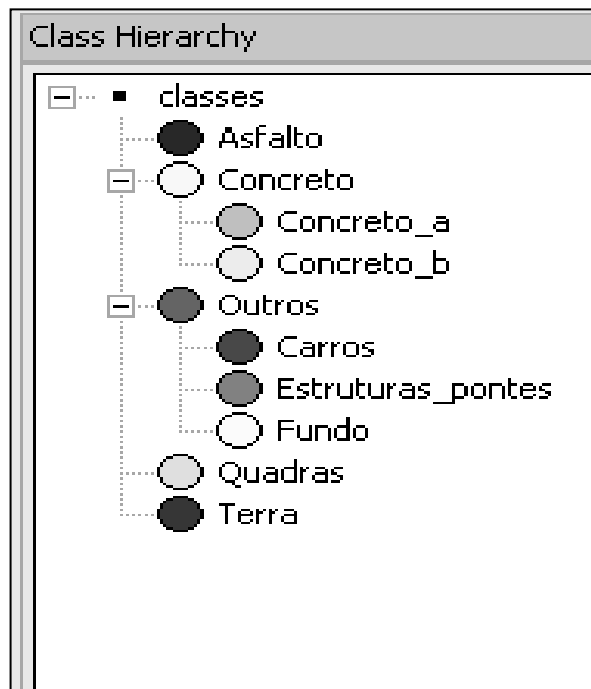 Class Hierarchy
classes
Asfalto
Concreto
Concreto_a
Concreto_b
Outros
Carros
Estruturas_pontes
Fundo
Quadras
Terra